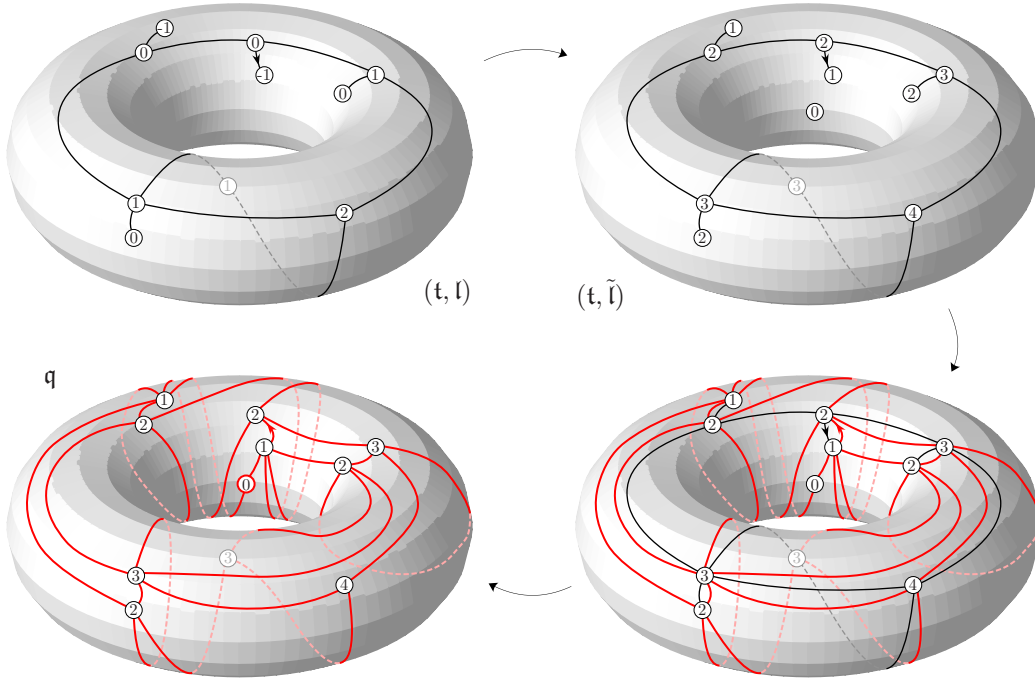 -1 0 0 -1 1 0 1 1 2 0
(𝔱, 𝔩)
1 2 2 1 3 2 0 3 3 4 2
(𝔱, 𝔩̃)
𝔮
1 2 2 1 3 2 0 3 3 4 2
1 2 2 1 3 2 0 3 3 4 2